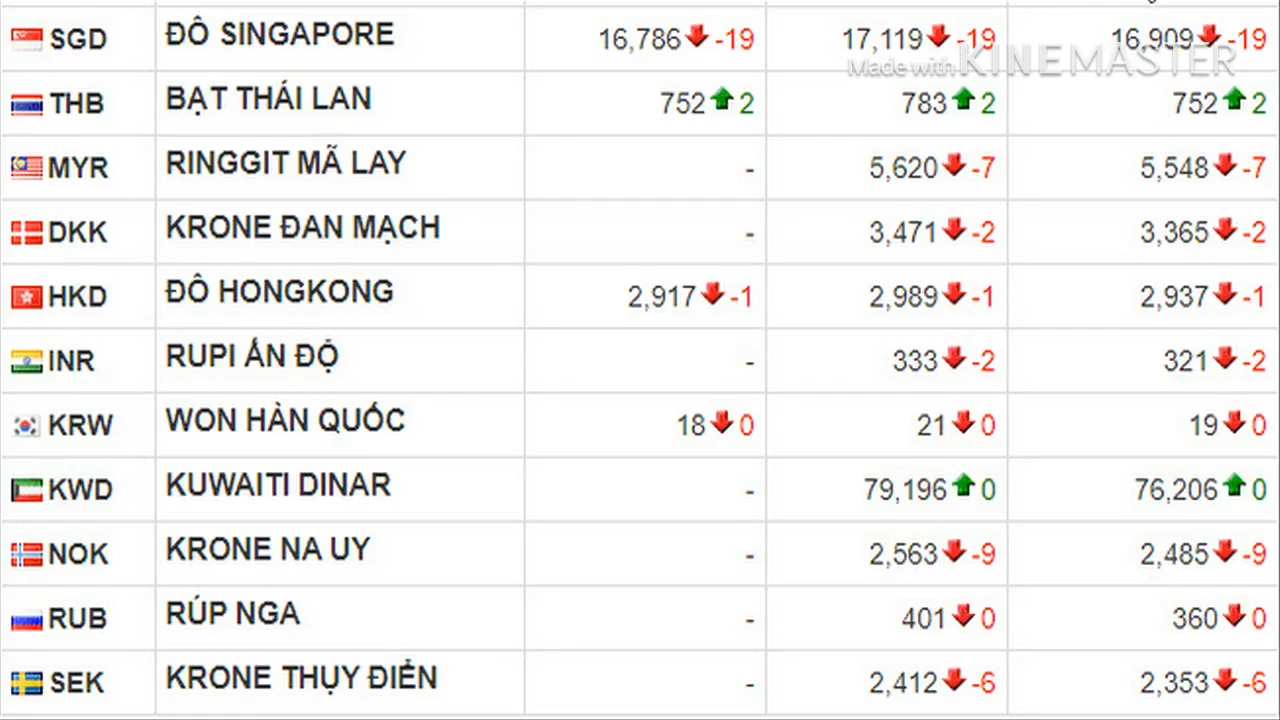 SGD ĐÔ SINGAPORE 16,786 -19 17,119 -19 16,909 -19
Made with KINEMASTER
THB BẠT THÁI LAN 752 2 783 2 752 2
MYR RINGGIT MÃ LAY - 5,620 -7 5,548 -7
DKK KRONE ĐAN MẠCH - 3,471 -2 3,365 -2
HKD ĐÔ HONGKONG 2,917 -1 2,989 -1 2,937 -1
INR RUPI ẤN ĐỘ - 333 -2 321 -2
KRW WON HÀN QUỐC 18 0 21 0 19 0
KWD KUWAITI DINAR - 79,196 0 76,206 0
NOK KRONE NA UY - 2,563 -9 2,485 -9
RUB RÚP NGA - 401 0 360 0
SEK KRONE THỤY ĐIỂN - 2,412 -6 2,353 -6